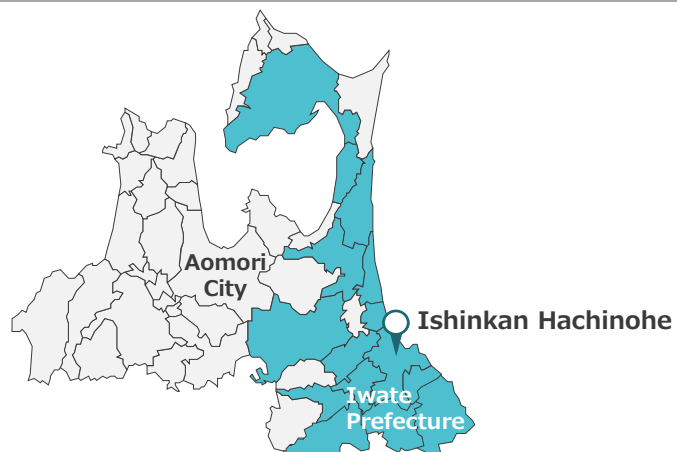 Aomori
City
Ishinkan Hachinohe
Iwate
Prefecture